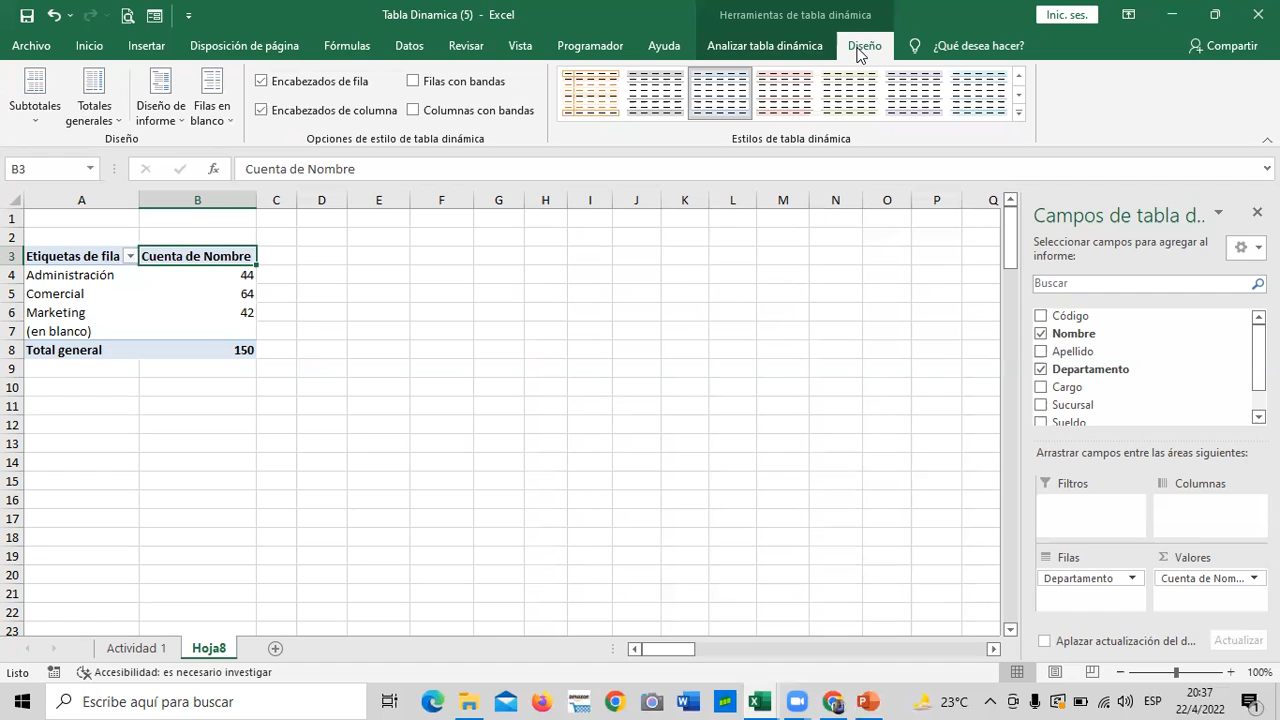 Tabla Dinamica (5) - Excel
Herramientas de tabla dinámica
Inic. ses.
Archivo
Inicio
Disposición de página
Fórmulas
Datos
Revisar
Vista
Programador
Ayuda
Analizar tabla dinámica
Diseño
¿Qué desea hacer?
Compartir
Subtotales
Totales generales
Diseño de informe
Filas en blanco
Encabezados de fila
Filas con bandas
Encabezados de columna
Columnas con bandas
Diseño
Opciones de estilo de tabla dinámica
Estilos de tabla dinámica
B3
Cuenta de Nombre
A B C D E F G H I J K L M N O P Q
1
2
3 Etiquetas de fila Cuenta de Nombre
4 Administración 44
5 Comercial 64
6 Marketing 42
7 (en blanco)
8 Total general 150
9
10
11
12
13
14
15
16
17
18
19
20
21
22
23
Campos de tabla d...
Seleccionar campos para agregar al
informe:
Buscar
Código
Nombre
Apellido
Departamento
Cargo
Sucursal
Sueldo
Arrastrar campos entre las áreas siguientes:
Filtros
Columnas
Filas
Σ Valores
Departamento
Cuenta de Nom...
Aplazar actualización del d...
Actualizar
Actividad 1
Hoja8
Listo
Accesibilidad: es necesario investigar
100%
Escribe aquí para buscar
23°C
ESP
20:37
22/4/2022